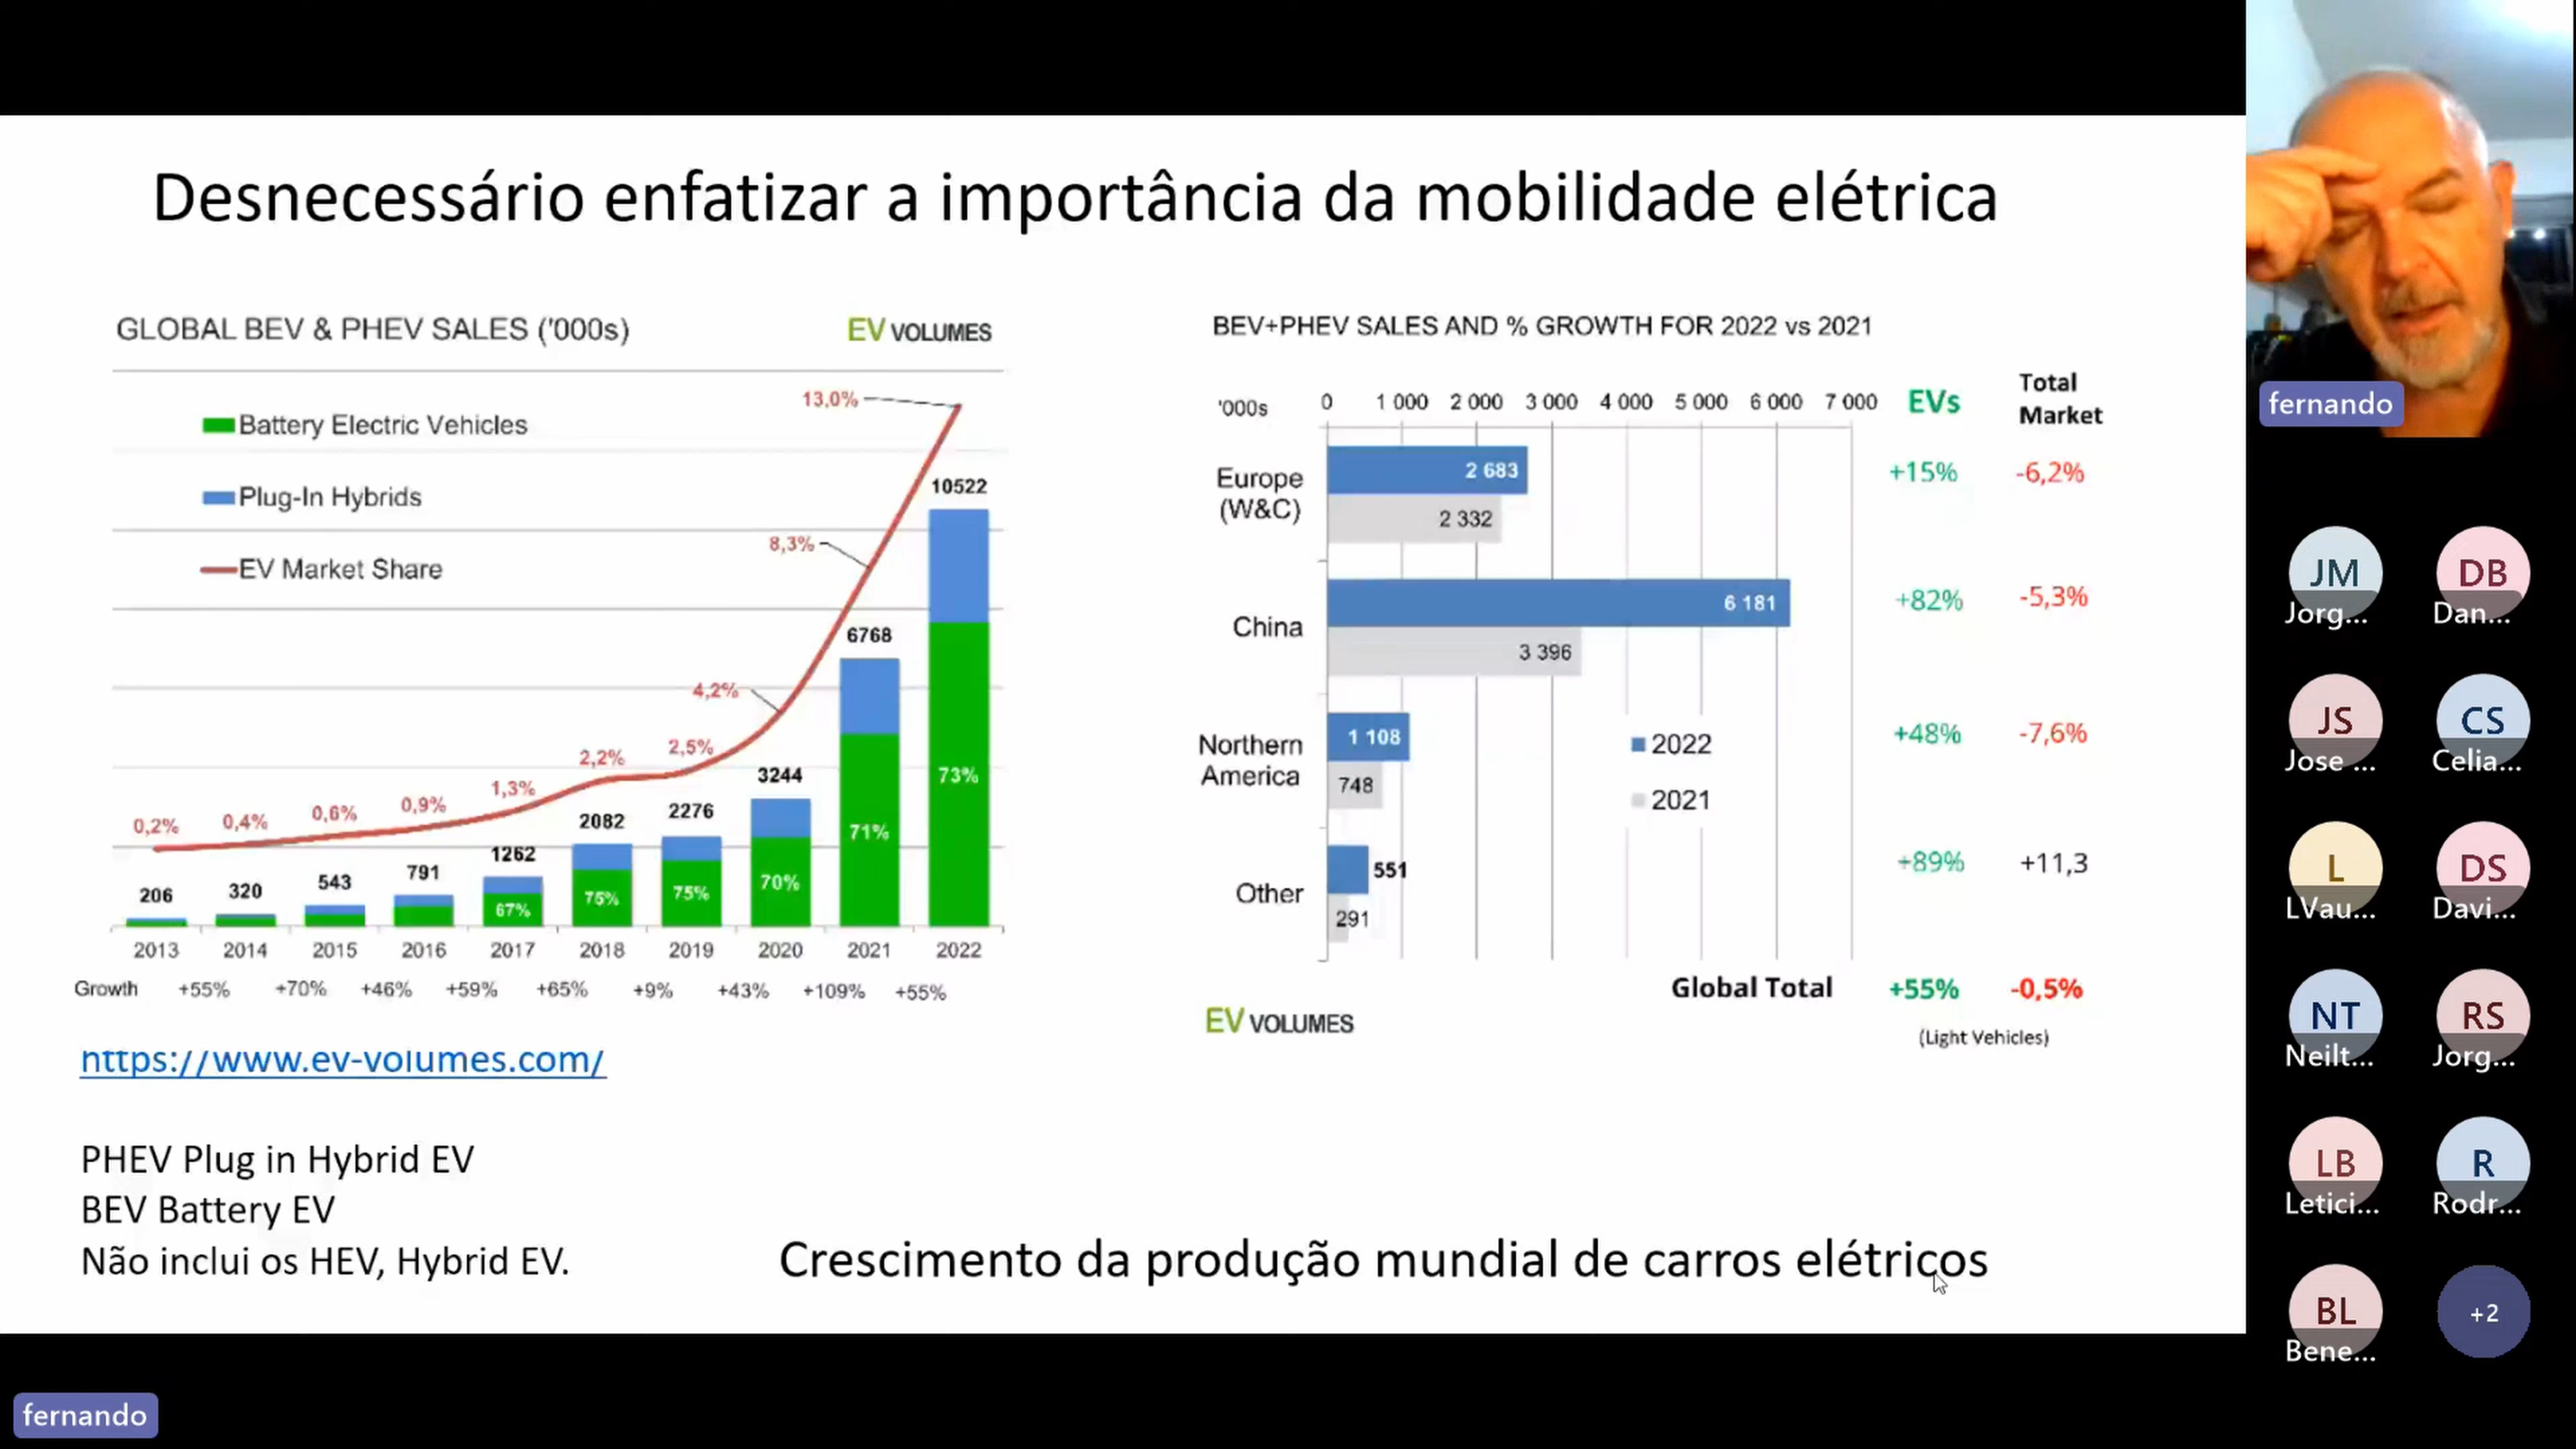 Desnecessário enfatizar a importância da mobilidade elétrica
GLOBAL BEV & PHEV SALES ('000s)
EV VOLUMES
Battery Electric Vehicles
Plug-In Hybrids
EV Market Share
13,0%
8,3%
4,2%
2,5%
2,2%
1,3%
0,9%
0,6%
0,4%
0,2%
206
320
543
791
1262
2082
2276
3244
6768
10522
67%
75%
75%
70%
71%
73%
2013 2014 2015 2016 2017 2018 2019 2020 2021 2022
Growth +55% +70% +46% +59% +65% +9% +43% +109% +55%
https://www.ev-volumes.com/
PHEV Plug in Hybrid EV
BEV Battery EV
Não inclui os HEV, Hybrid EV.
BEV+PHEV SALES AND % GROWTH FOR 2022 vs 2021
'000s 0 1 000 2 000 3 000 4 000 5 000 6 000 7 000 EVs
Total
Market
Europe
(W&C)
2 683
2 332
+15% -6,2%
China
6 181
3 396
+82% -5,3%
Northern
America
1 108
748
+48% -7,6%
2022
2021
Other
551
291
+89% +11,3
Global Total +55% -0,5%
(Light Vehicles)
EV VOLUMES
Crescimento da produção mundial de carros elétricos
fernando
JM
Jorg...
DB
Dan...
JS
Jose ...
CS
Celia...
L
LVau...
DS
Davi...
NT
Neilt...
RS
Jorg...
LB
Letici...
R
Rodr...
BL
Bene...
+2
fernando